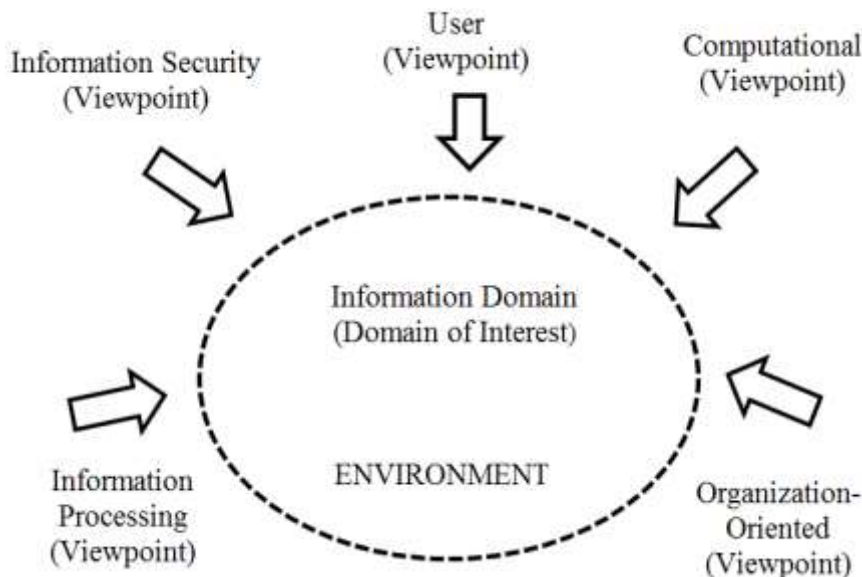 Information Security
(Viewpoint)
User
(Viewpoint)
Computational
(Viewpoint)
Information Domain
(Domain of Interest)
ENVIRONMENT
Information
Processing
(Viewpoint)
Organization-
Oriented
(Viewpoint)